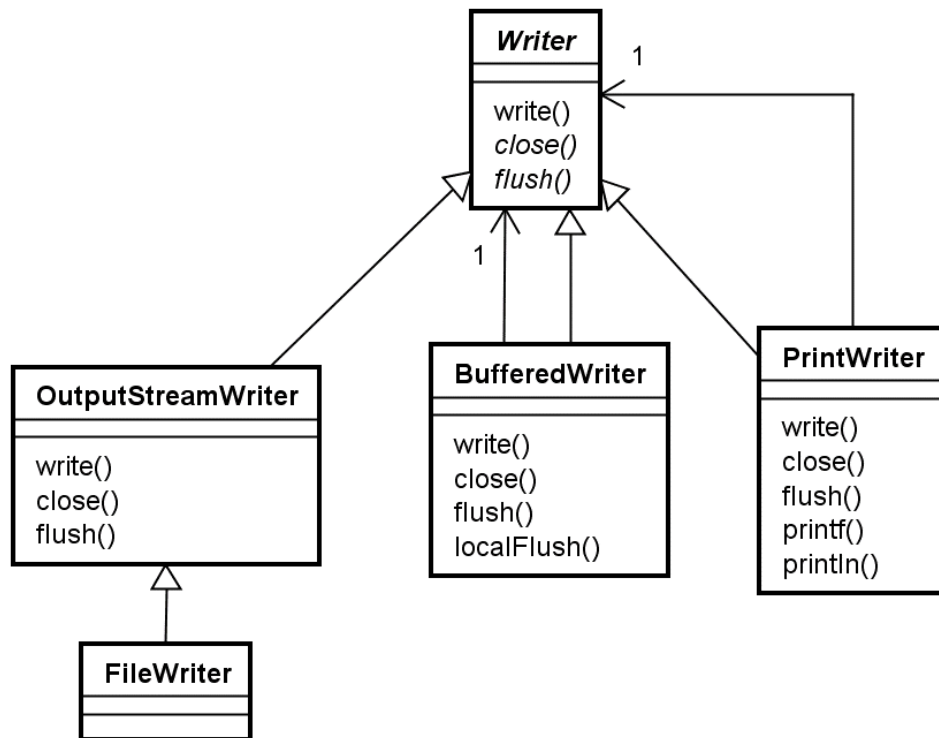 Writer
1
write()
close()
flush()
1
OutputStreamWriter
write()
close()
flush()
BufferedWriter
write()
close()
flush()
localFlush()
PrintWriter
write()
close()
flush()
printf()
println()
FileWriter